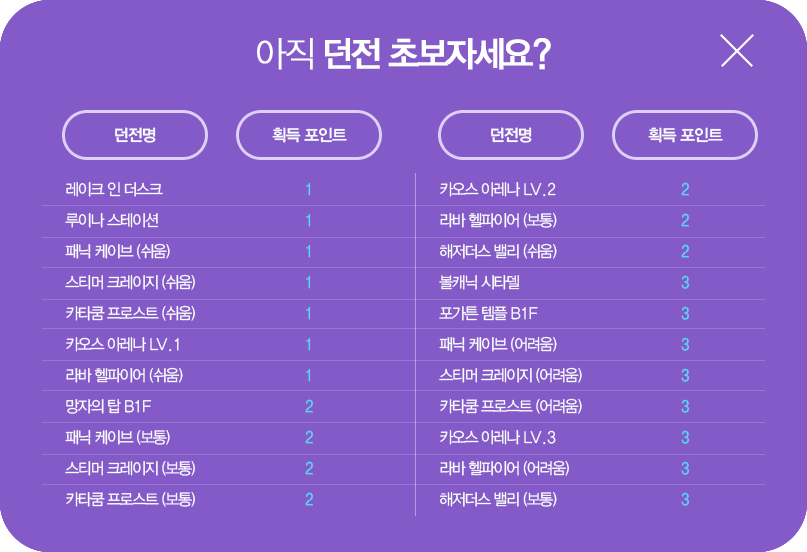 아직 던전 초보자세요?
던전명 획득 포인트 던전명 획득 포인트
레이크 인 더스크 1 카오스 아레나 LV.2 2
루이나 스테이션 1 라바 헬파이어 (보통) 2
패닉 케이브 (쉬움) 1 해저더스 밸리 (쉬움) 2
스티머 크레이지 (쉬움) 1 볼캐닉 시타델 3
카타쿰 프로스트 (쉬움) 1 포가튼 템플 B1F 3
카오스 아레나 LV.1 1 패닉 케이브 (어려움) 3
라바 헬파이어 (쉬움) 1 스티머 크레이지 (어려움) 3
망자의 탑 B1F 2 카타쿰 프로스트 (어려움) 3
패닉 케이브 (보통) 2 카오스 아레나 LV.3 3
스티머 크레이지 (보통) 2 라바 헬파이어 (어려움) 3
카타쿰 프로스트 (보통) 2 해저더스 밸리 (보통) 3